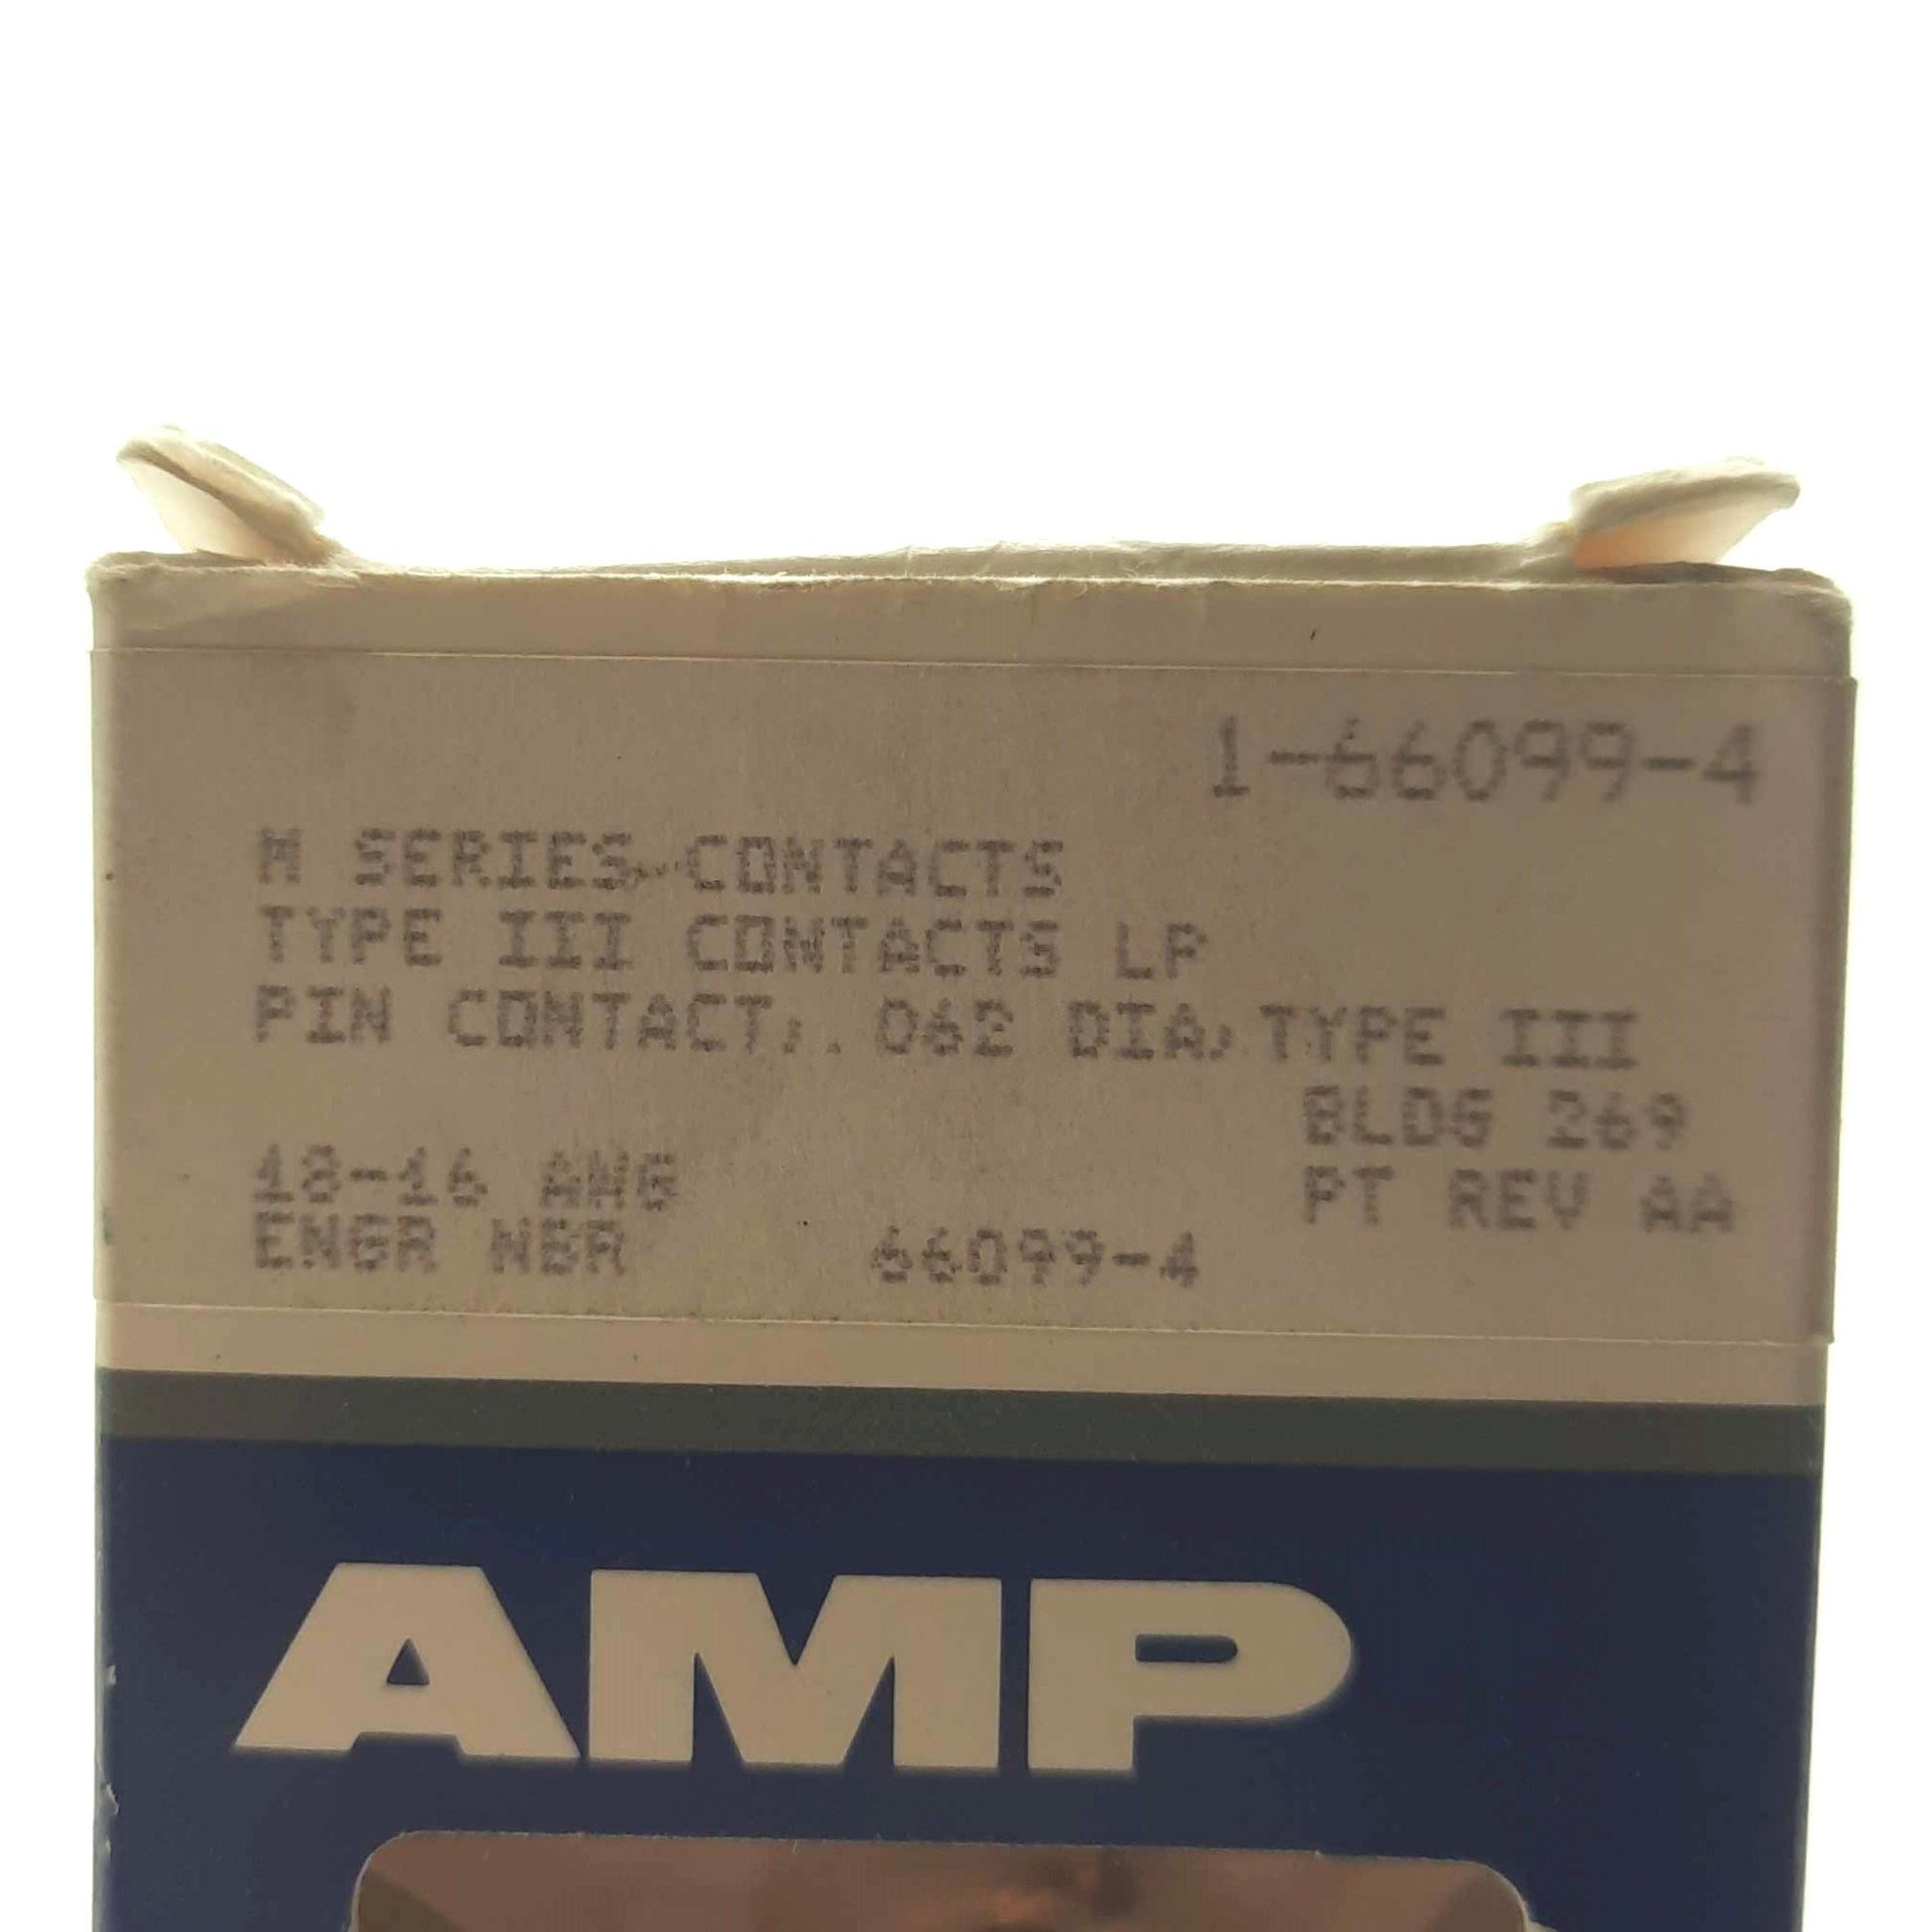 1-66099-4
M SERIES CONTACTS
TYPE III CONTACTS LP
PIN CONTACT, .062 DIA, TYPE III
BLDG 269
18-16 AWG
PT REV AA
ENGR NBR 66099-4
AMP